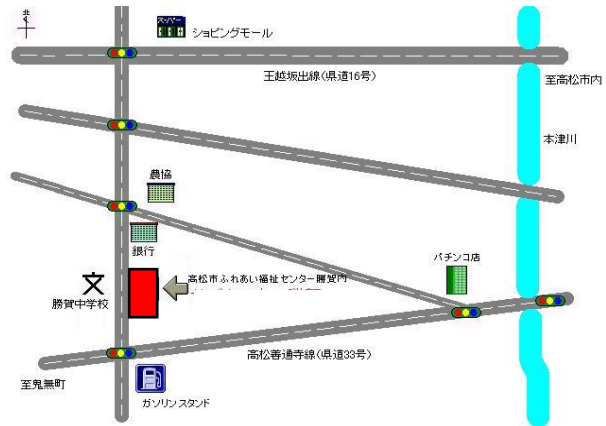 北
スーパー
ショピングモール
王越坂出線(県道16号)
至高松市内
本津川
農協
銀行
パチンコ店
文
勝賀中学校
高松市ふれあい福祉センター勝賀内
高松善通寺線(県道33号)
至鬼無町
ガソリンスタンド